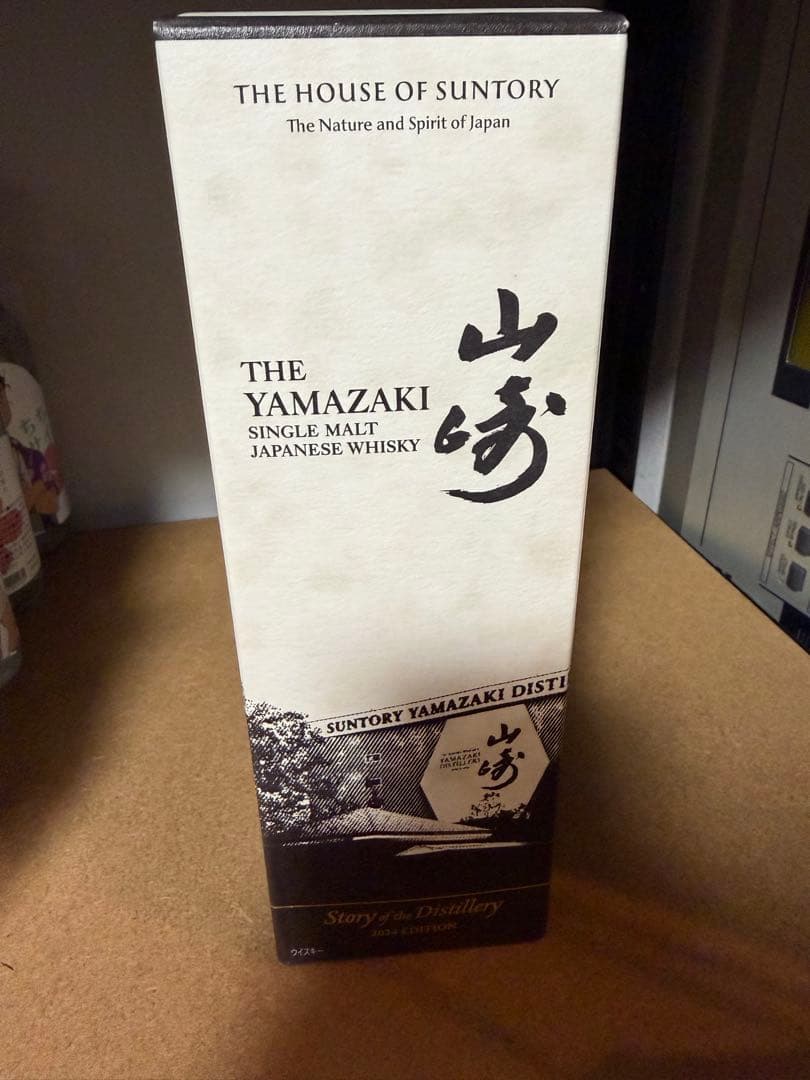 THE HOUSE OF SUNTORY
The Nature and Spirit of Japan
山崎
THE
YAMAZAKI
SINGLE MALT
JAPANESE WHISKY
SUNTORY YAMAZAKI DISTI
山崎
YAMAZAKI
DISTILLERY
Story of the Distillery
2024 EDITION
ウイスキー